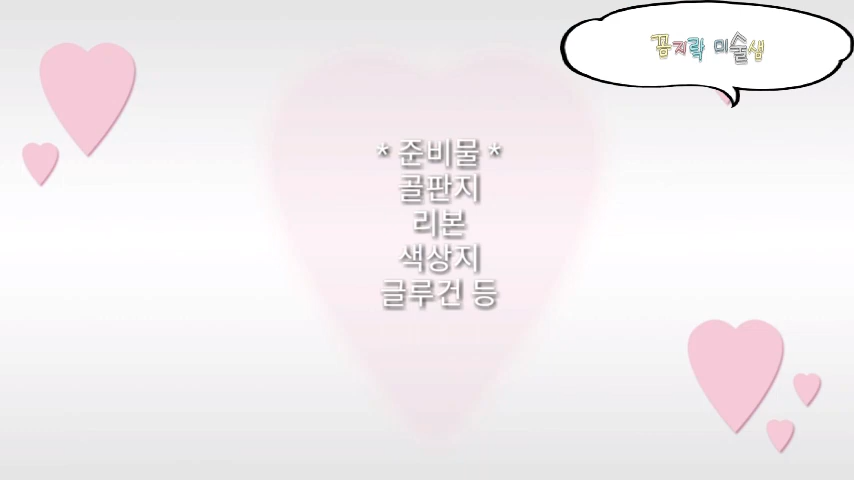 꼼지락 미술샘
* 준비물 *
골판지
리본
색상지
글루건 등